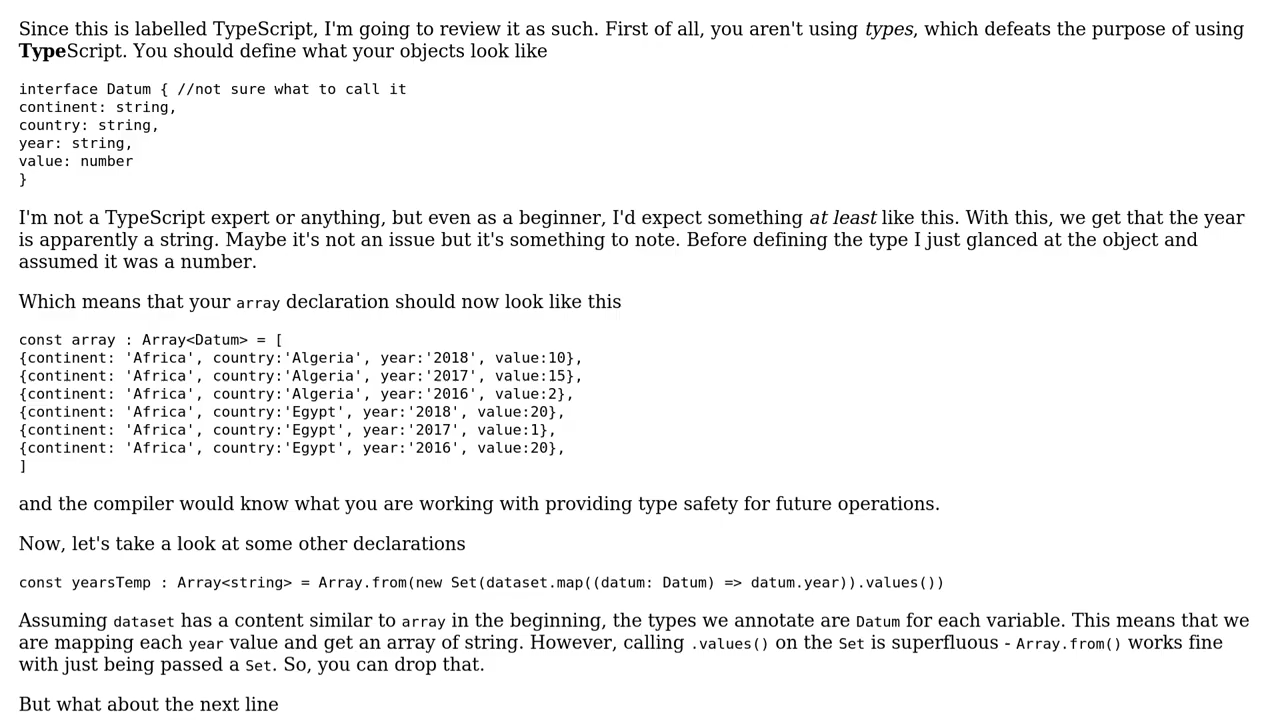 Since this is labelled TypeScript, I'm going to review it as such. First of all, you aren't using types, which defeats the purpose of using
TypeScript. You should define what your objects look like
interface Datum { //not sure what to call it
continent: string,
country: string,
year: string,
value: number
}
I'm not a TypeScript expert or anything, but even as a beginner, I'd expect something at least like this. With this, we get that the year
is apparently a string. Maybe it's not an issue but it's something to note. Before defining the type I just glanced at the object and
assumed it was a number.
Which means that your array declaration should now look like this
const array : Array<Datum> = [
{continent: 'Africa', country:'Algeria', year:'2018', value:10},
{continent: 'Africa', country:'Algeria', year:'2017', value:15},
{continent: 'Africa', country:'Algeria', year:'2016', value:2},
{continent: 'Africa', country:'Egypt', year:'2018', value:20},
{continent: 'Africa', country:'Egypt', year:'2017', value:1},
{continent: 'Africa', country:'Egypt', year:'2016', value:20},
]
and the compiler would know what you are working with providing type safety for future operations.
Now, let's take a look at some other declarations
const yearsTemp : Array<string> = Array.from(new Set(dataset.map((datum: Datum) => datum.year)).values())
Assuming dataset has a content similar to array in the beginning, the types we annotate are Datum for each variable. This means that we
are mapping each year value and get an array of string. However, calling .values() on the Set is superfluous - Array.from() works fine
with just being passed a Set. So, you can drop that.
But what about the next line